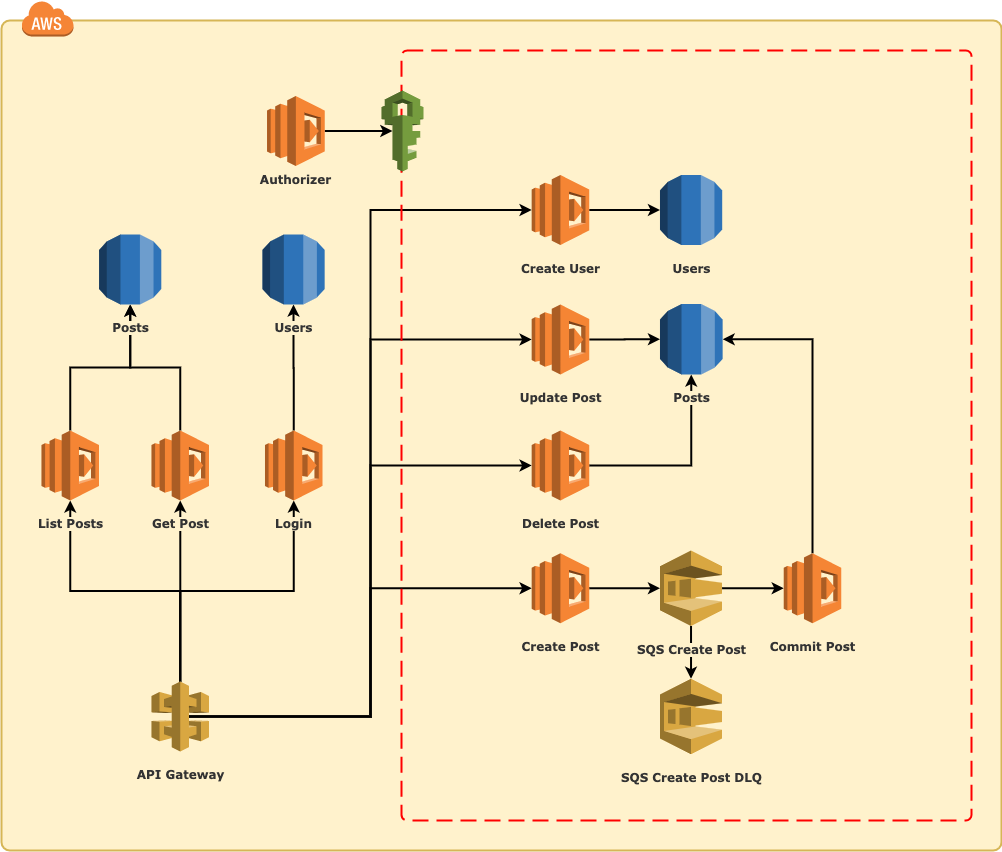 AWS
Authorizer
Create User
Users
Posts
Users
Update Post
Posts
List Posts
Get Post
Login
Delete Post
Create Post
SQS Create Post
Commit Post
API Gateway
SQS Create Post DLQ